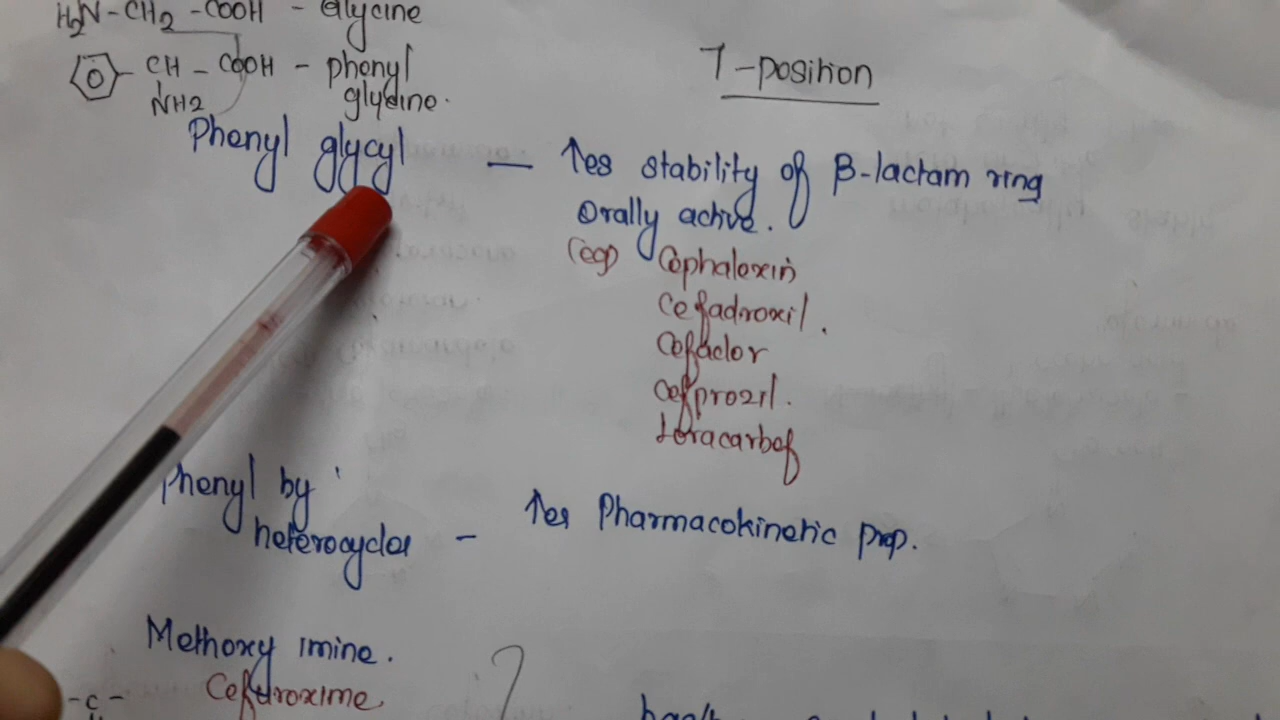 H2N - CH2 - COOH - Glycine
CH - COOH - phenyl
NH2 glycine.
7-position
Phenyl glycyl — ↑es stability of β-lactam ring
Orally active.
(eg) Cephalexin
Cefadroxil.
Cefaclor
Cefprozil.
Loracarbef
phenyl by
heterocycles - ↑es Pharmacokinetic prop.
Methoxy imine.
Cefuroxime
-C-